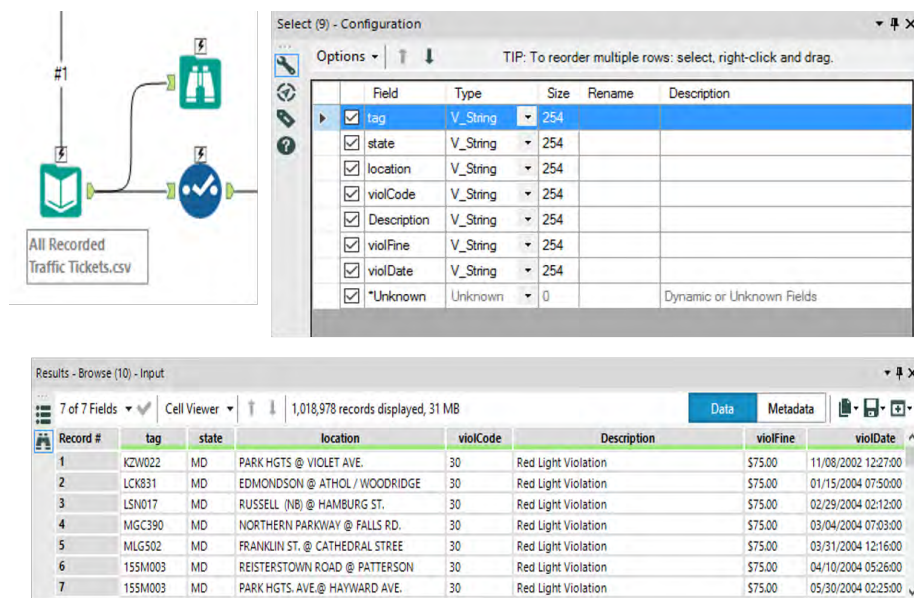 #1
All Recorded
Traffic Tickets.csv
Select (9) - Configuration
Options TIP: To reorder multiple rows: select, right-click and drag.
Field Type Size Rename Description
tag V_String 254
state V_String 254
location V_String 254
violCode V_String 254
Description V_String 254
violFine V_String 254
violDate V_String 254
*Unknown Unknown 0 Dynamic or Unknown Fields
Results - Browse (10) - Input
7 of 7 Fields Cell Viewer 1,018,978 records displayed, 31 MB Data Metadata
Record # tag state location violCode Description violFine violDate
1 KZW022 MD PARK HGTS @ VIOLET AVE. 30 Red Light Violation $75.00 11/08/2002 12:27:00
2 LCK831 MD EDMONDSON @ ATHOL / WOODRIDGE 30 Red Light Violation $75.00 01/15/2004 07:50:00
3 LSN017 MD RUSSELL (NB) @ HAMBURG ST. 30 Red Light Violation $75.00 02/29/2004 02:12:00
4 MGC390 MD NORTHERN PARKWAY @ FALLS RD. 30 Red Light Violation $75.00 03/04/2004 07:03:00
5 MLG502 MD FRANKLIN ST. @ CATHEDRAL STREE 30 Red Light Violation $75.00 03/31/2004 12:16:00
6 155M003 MD REISTERSTOWN ROAD @ PATTERSON 30 Red Light Violation $75.00 04/10/2004 05:26:00
7 155M003 MD PARK HGTS. AVE.@ HAYWARD AVE. 30 Red Light Violation $75.00 05/30/2004 02:25:00